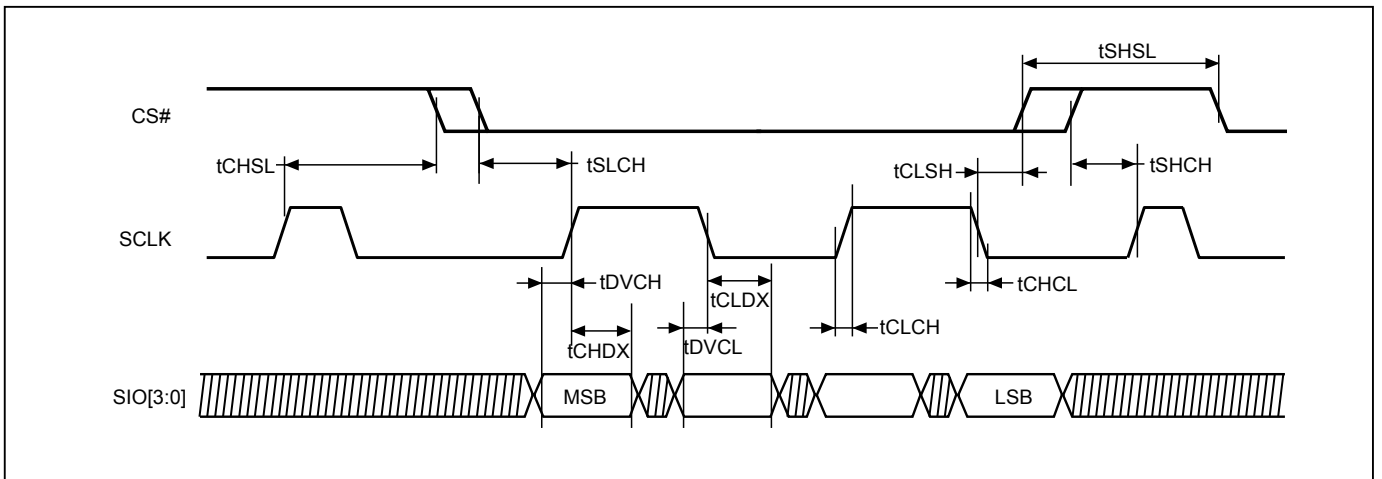 tSHSL
CS#
tCHSL
tSLCH
tCLSH
tSHCH
SCLK
tDVCH
tCLDX
tCHCL
tCLCH
tCHDX
tDVCL
SIO[3:0]
MSB
LSB